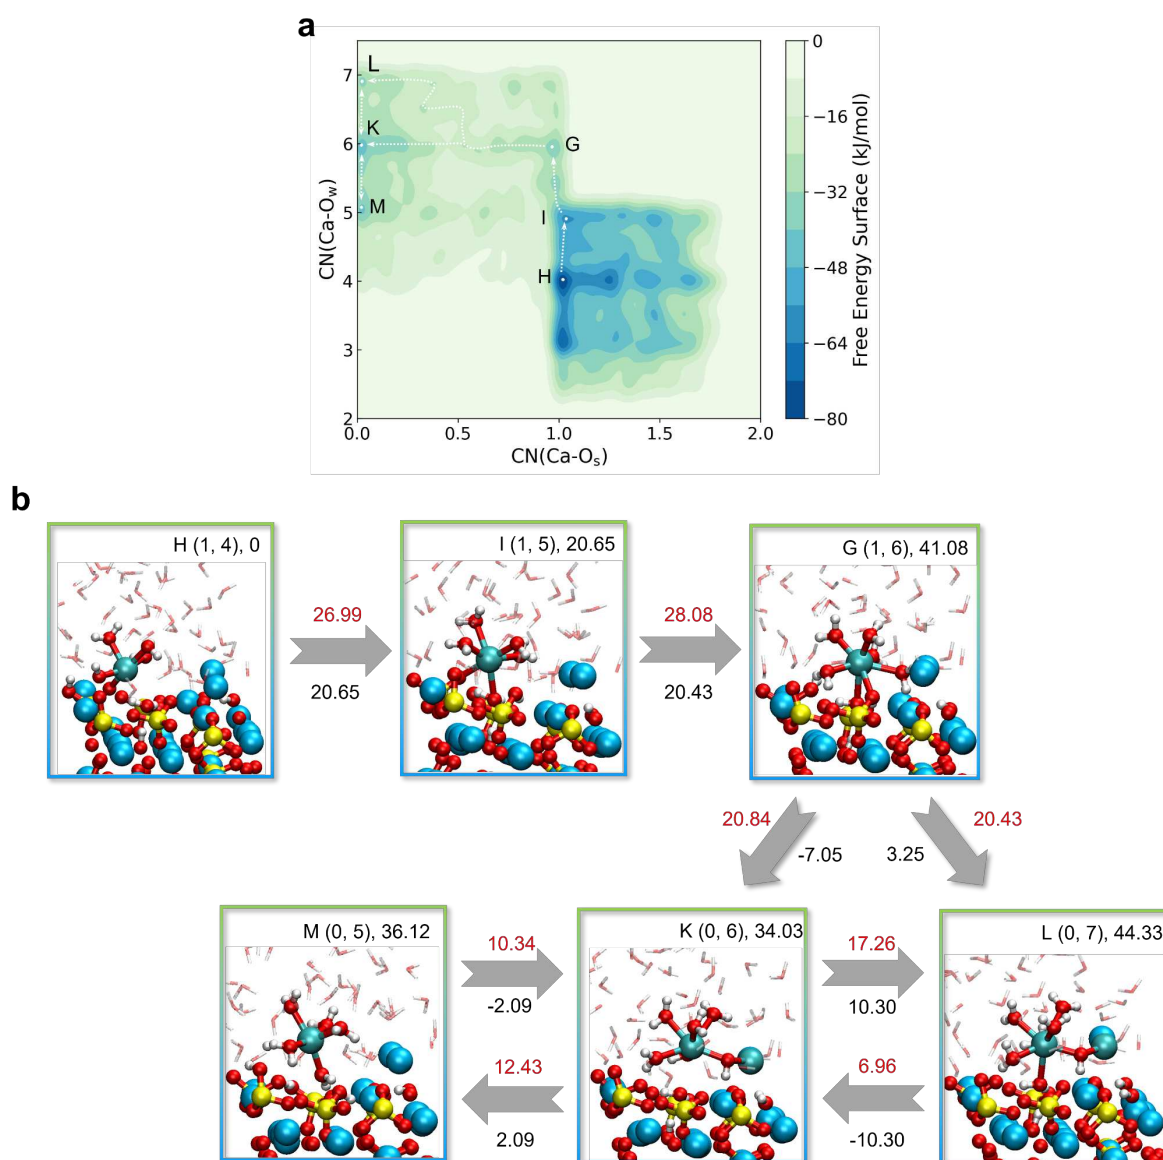 a
L
K
M
G
I
H
7
6
5
4
3
2
CN(Ca-Ow)
0.0
0.5
1.0
1.5
2.0
CN(Ca-Os)
0
−16
−32
−48
−64
−80
Free Energy Surface (kJ/mol)
b
H (1, 4), 0
26.99
20.65
I (1, 5), 20.65
28.08
20.43
G (1, 6), 41.08
20.84
-7.05
3.25
20.43
M (0, 5), 36.12
10.34
-2.09
12.43
2.09
K (0, 6), 34.03
17.26
10.30
6.96
-10.30
L (0, 7), 44.33